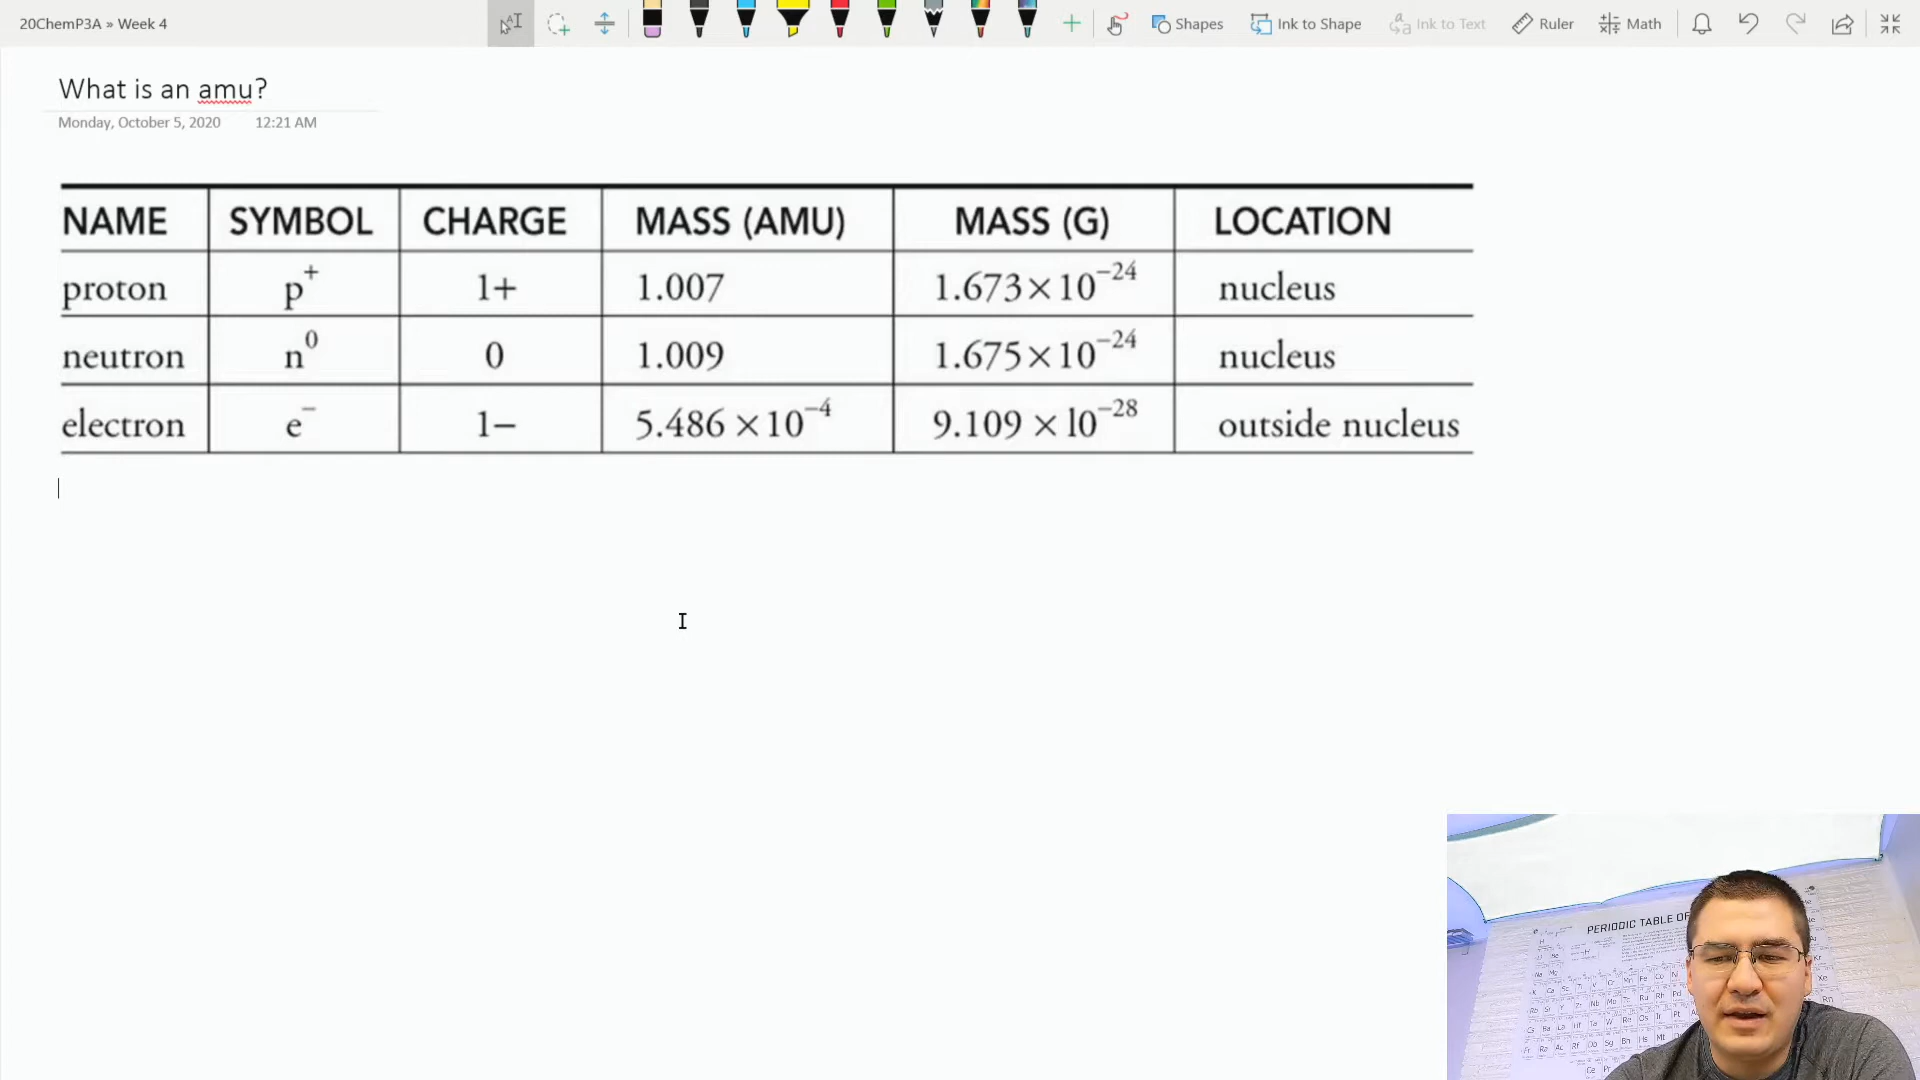 20ChemP3A » Week 4
Shapes Ink to Shape Ink to Text Ruler Math
What is an amu?
Monday, October 5, 2020 12:21 AM
NAME SYMBOL CHARGE MASS (AMU) MASS (G) LOCATION
proton p⁺ 1+ 1.007 1.673×10⁻²⁴ nucleus
neutron n⁰ 0 1.009 1.675×10⁻²⁴ nucleus
electron e⁻ 1− 5.486 ×10⁻⁴ 9.109 × 10⁻²⁸ outside nucleus
PERIODIC TABLE OF